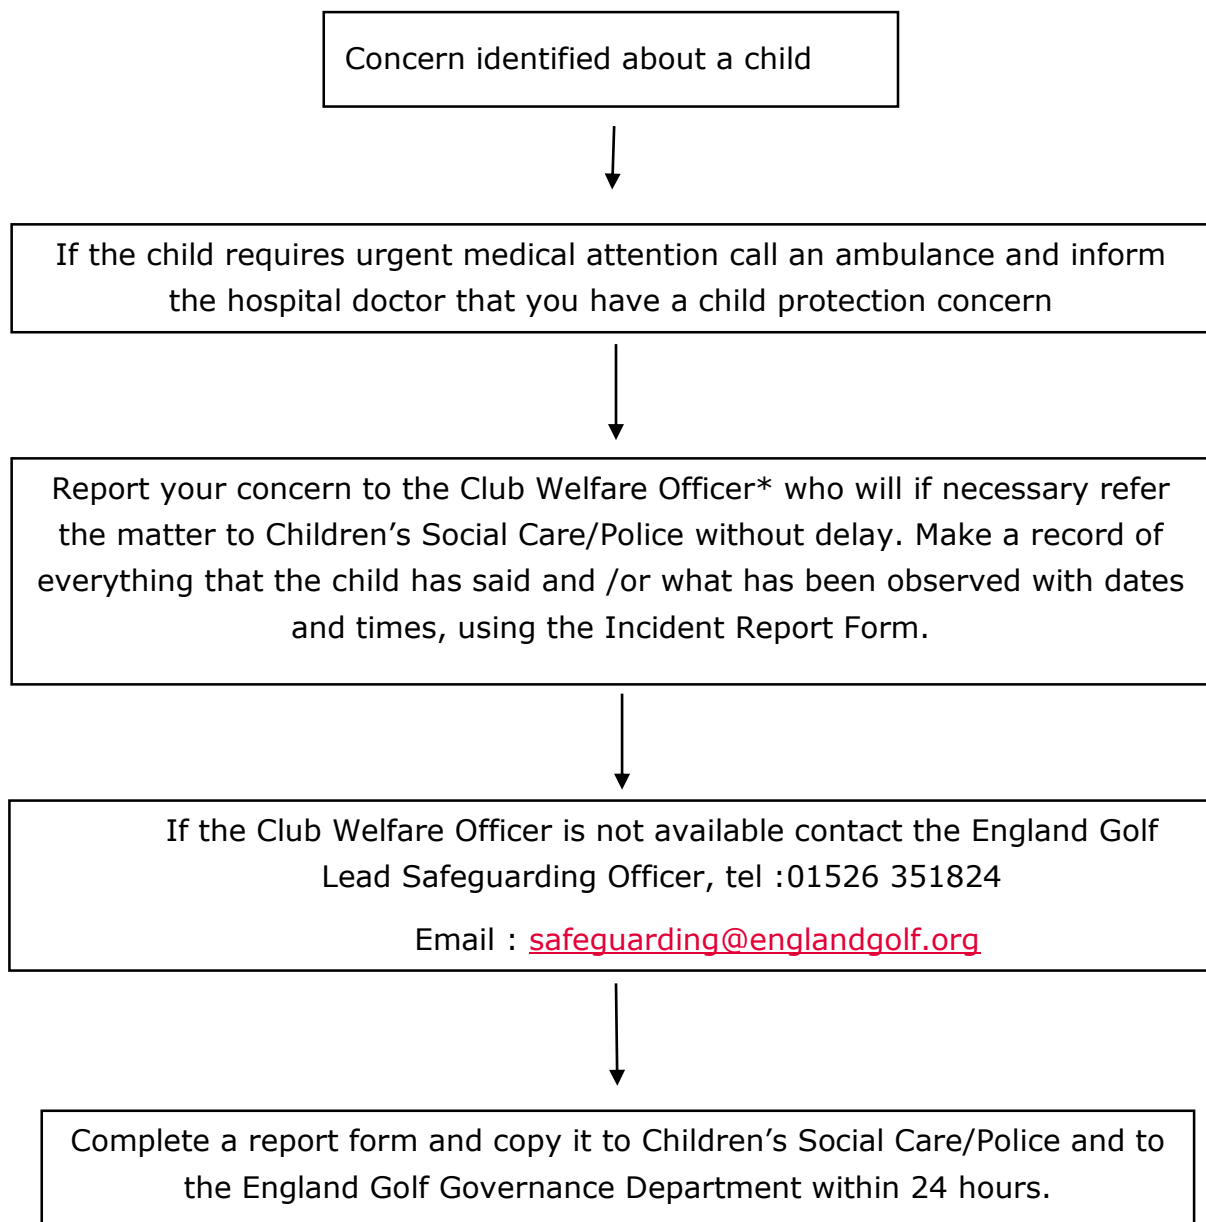 Concern identified about a child
If the child requires urgent medical attention call an ambulance and inform
the hospital doctor that you have a child protection concern
Report your concern to the Club Welfare Officer* who will if necessary refer
the matter to Children’s Social Care/Police without delay. Make a record of
everything that the child has said and /or what has been observed with dates
and times, using the Incident Report Form.
If the Club Welfare Officer is not available contact the England Golf
Lead Safeguarding Officer, tel :01526 351824
Email : safeguarding@englandgolf.org
Complete a report form and copy it to Children’s Social Care/Police and to
the England Golf Governance Department within 24 hours.